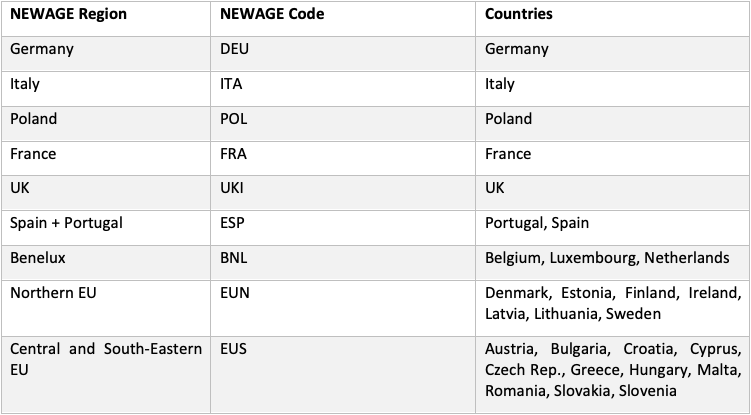 NEWAGE Region NEWAGE Code Countries
Germany DEU Germany
Italy ITA Italy
Poland POL Poland
France FRA France
UK UKI UK
Spain + Portugal ESP Portugal, Spain
Benelux BNL Belgium, Luxembourg, Netherlands
Northern EU EUN Denmark, Estonia, Finland, Ireland,
Latvia, Lithuania, Sweden
Central and South-Eastern EUS Austria, Bulgaria, Croatia, Cyprus,
EU Czech Rep., Greece, Hungary, Malta,
Romania, Slovakia, Slovenia